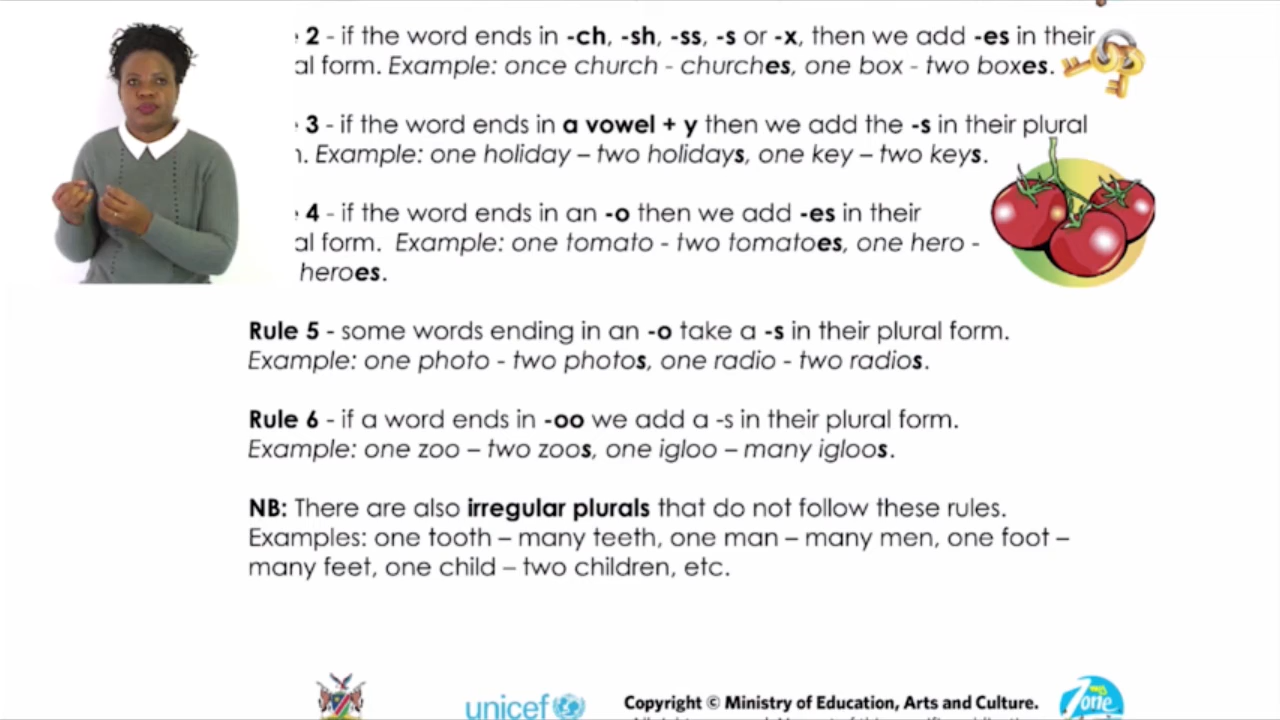 2 - if the word ends in -ch, -sh, -ss, -s or -x, then we add -es in their
al form. Example: once church - churches, one box - two boxes.
3 - if the word ends in a vowel + y then we add the -s in their plural
. Example: one holiday – two holidays, one key – two keys.
4 - if the word ends in an -o then we add -es in their
al form. Example: one tomato - two tomatoes, one hero -
heroes.
Rule 5 - some words ending in an -o take a -s in their plural form.
Example: one photo - two photos, one radio - two radios.
Rule 6 - if a word ends in -oo we add a -s in their plural form.
Example: one zoo – two zoos, one igloo – many igloos.
NB: There are also irregular plurals that do not follow these rules.
Examples: one tooth – many teeth, one man – many men, one foot –
many feet, one child – two children, etc.
unicef
Copyright © Ministry of Education, Arts and Culture.
Zone